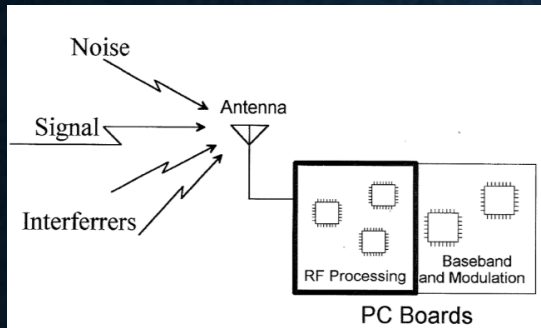 Noise
Antenna
Signal
Interferrers
RF Processing
Baseband
and Modulation
PC Boards